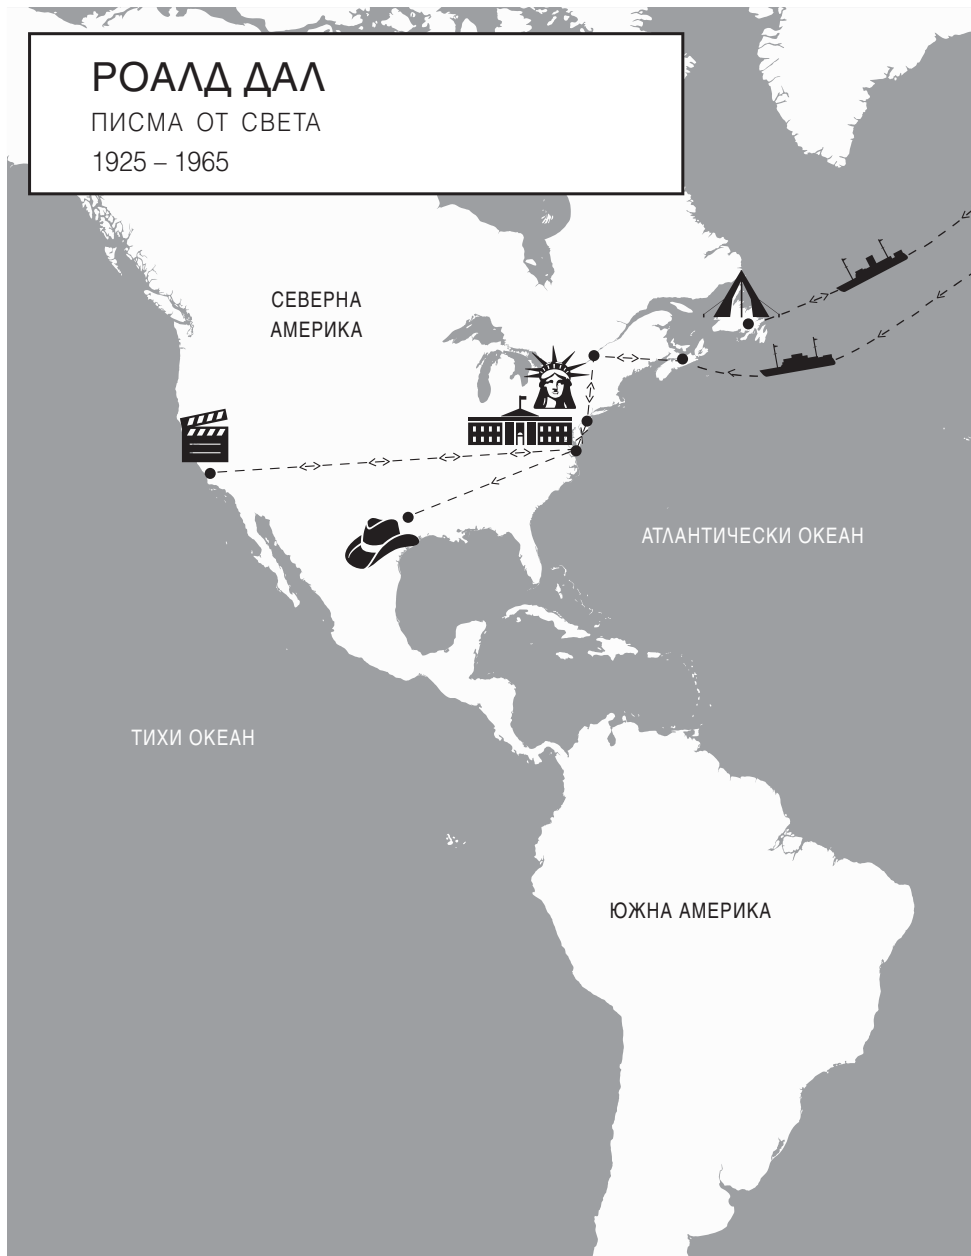 РОАЛД ДАЛ
ПИСМА ОТ СВЕТА
1925 – 1965
СЕВЕРНА
АМЕРИКА
АТЛАНТИЧЕСКИ ОКЕАН
ТИХИ ОКЕАН
ЮЖНА АМЕРИКА